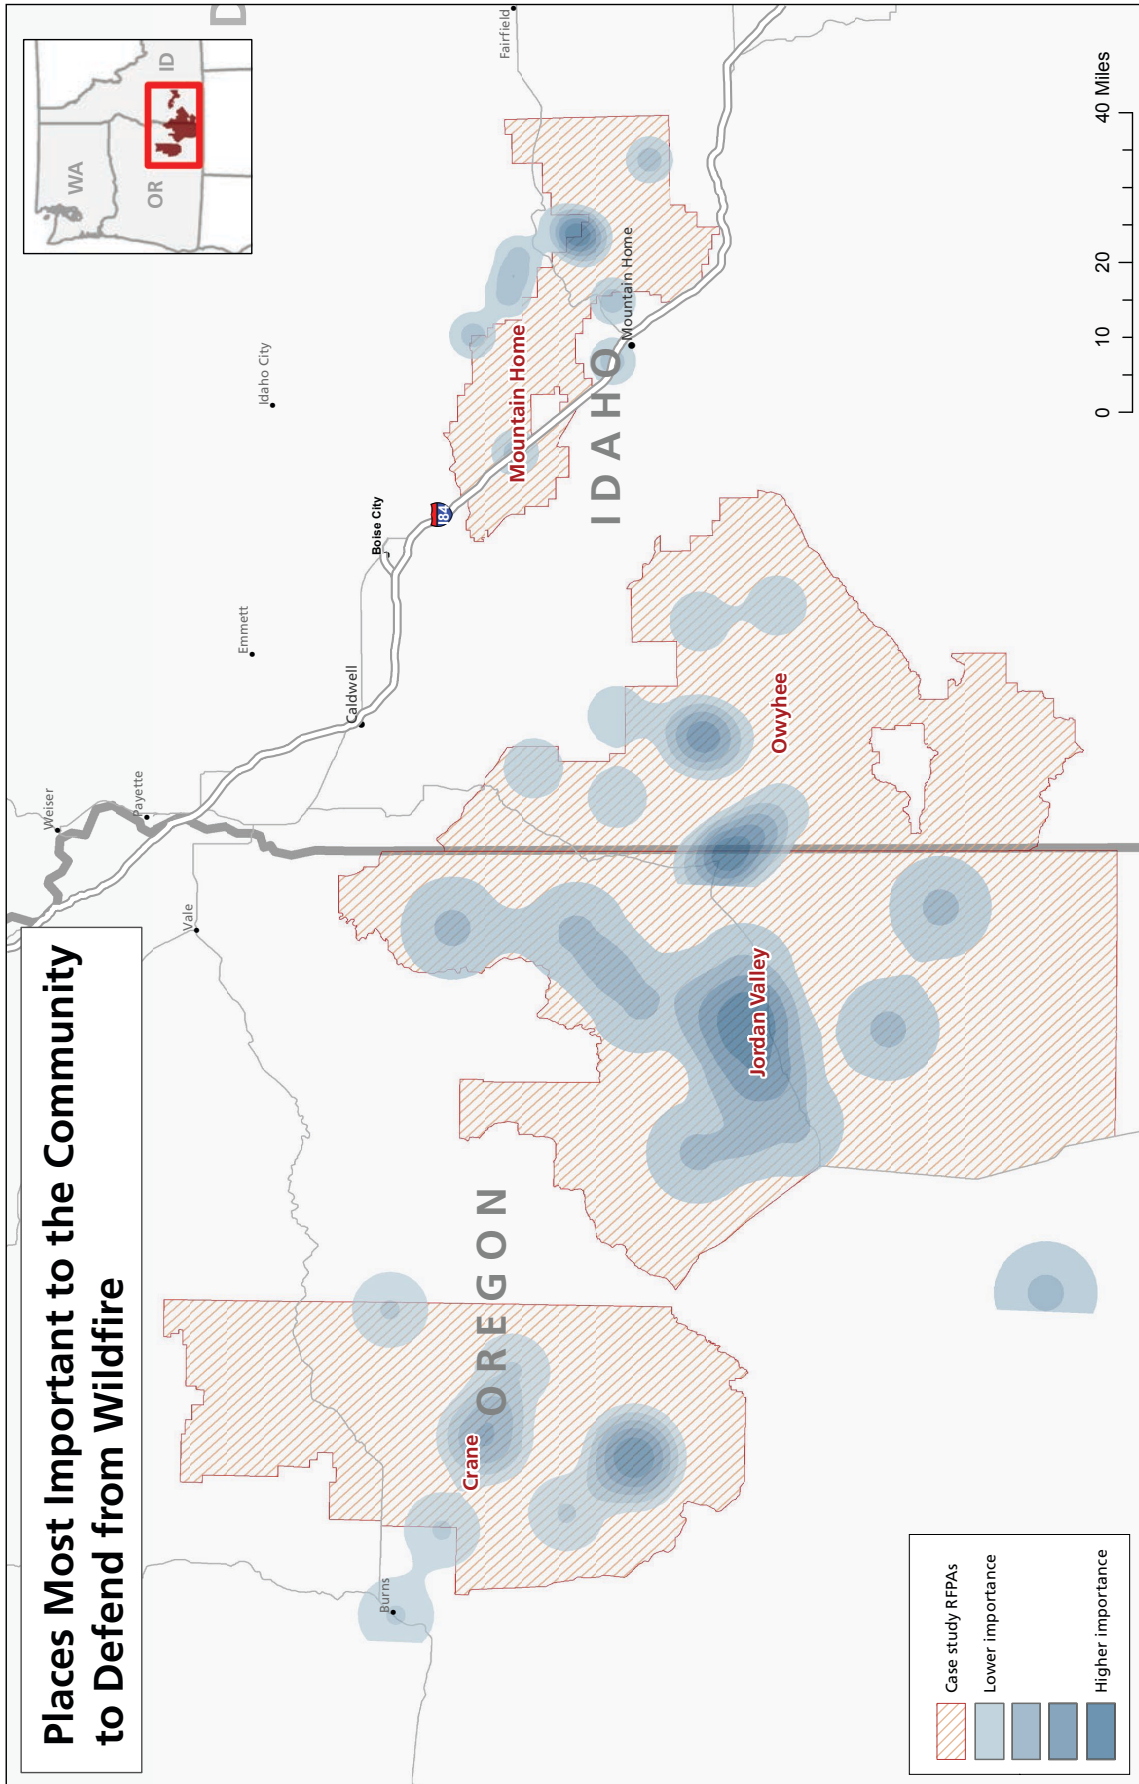 Places Most Important to the Community
to Defend from Wildfire
WA
OR
ID
D
Weiser
Payette
Vale
Emmett
Idaho City
Caldwell
Boise City
84
Fairfield
Burns
Crane
OREGON
Mountain Home
IDAHO
Mountain Home
Jordan Valley
Owyhee
Case study RFPAs
Lower importance
Higher importance
0 10 20 40 Miles